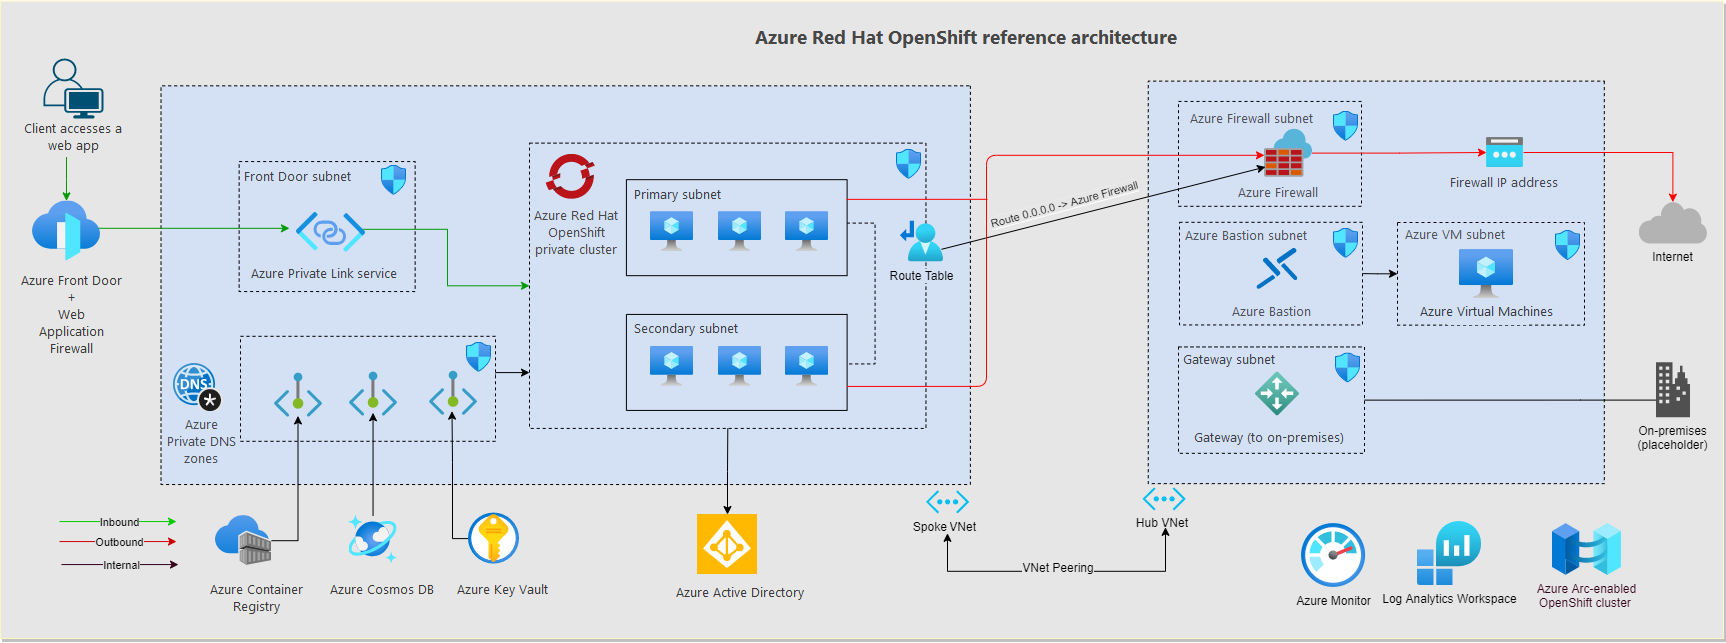 Azure Red Hat OpenShift reference architecture
Client accesses a
web app
Azure Front Door
+
Web
Application
Firewall
Front Door subnet
Azure Private Link service
DNS
*
Azure
Private DNS
zones
Azure Red Hat
OpenShift
private cluster
Primary subnet
Secondary subnet
Route Table
Route 0.0.0.0 -> Azure Firewall
Azure Firewall subnet
Azure Firewall
Firewall IP address
Internet
Azure Bastion subnet
Azure Bastion
Azure VM subnet
Azure Virtual Machines
Gateway subnet
Gateway (to on-premises)
On-premises
(placeholder)
Inbound
Outbound
Internal
Azure Container
Registry
Azure Cosmos DB
Azure Key Vault
Azure Active Directory
Spoke VNet
VNet Peering
Hub VNet
Azure Monitor
Log Analytics Workspace
Azure Arc-enabled
OpenShift cluster